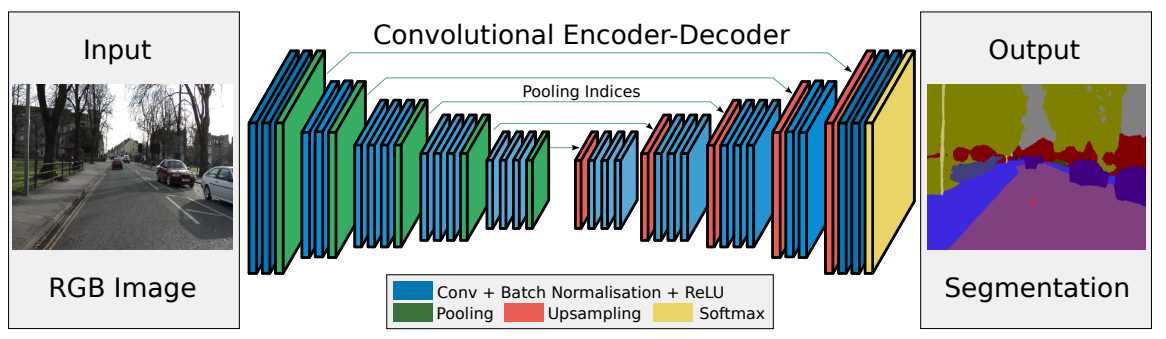 Input
RGB Image
Convolutional Encoder-Decoder
Pooling Indices
Conv + Batch Normalisation + ReLU
Pooling Upsampling Softmax
Output
Segmentation